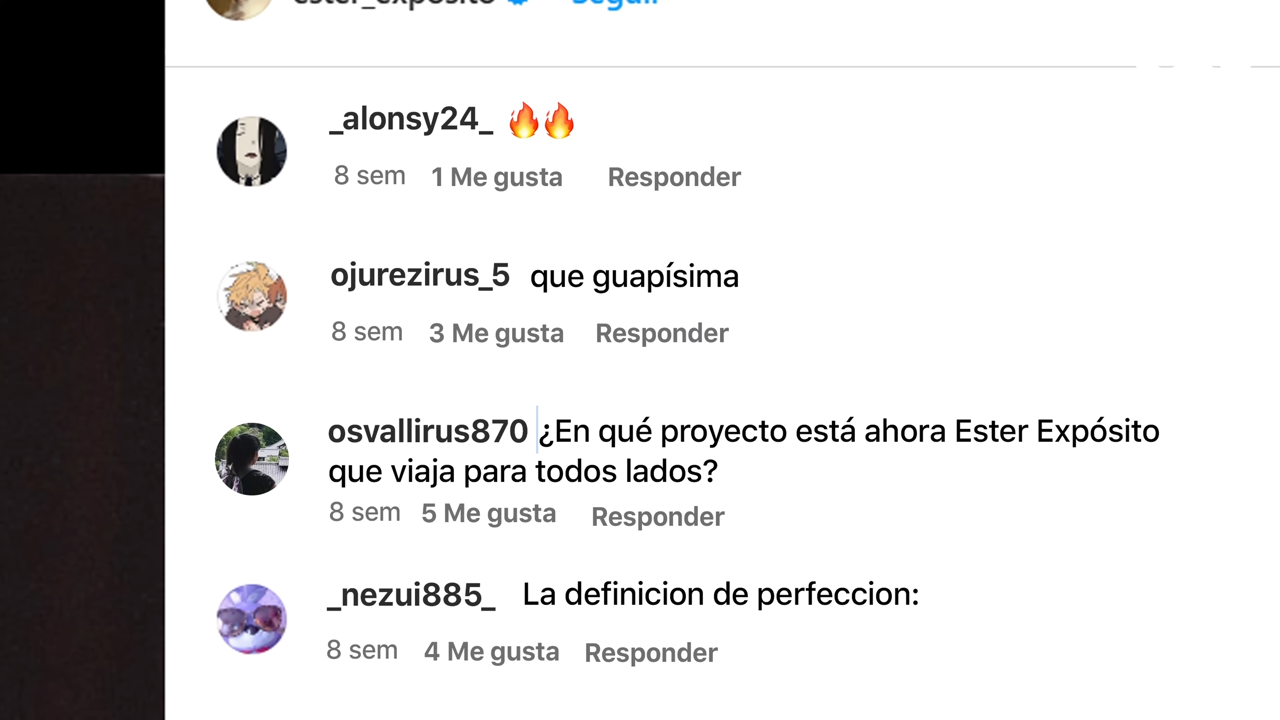 ester_exposito Seguir
_alonsy24_ 🔥🔥
8 sem 1 Me gusta Responder
ojurezirus_5 que guapísima
8 sem 3 Me gusta Responder
osvallirus870 ¿En qué proyecto está ahora Ester Expósito
que viaja para todos lados?
8 sem 5 Me gusta Responder
_nezui885_ La definicion de perfeccion:
8 sem 4 Me gusta Responder